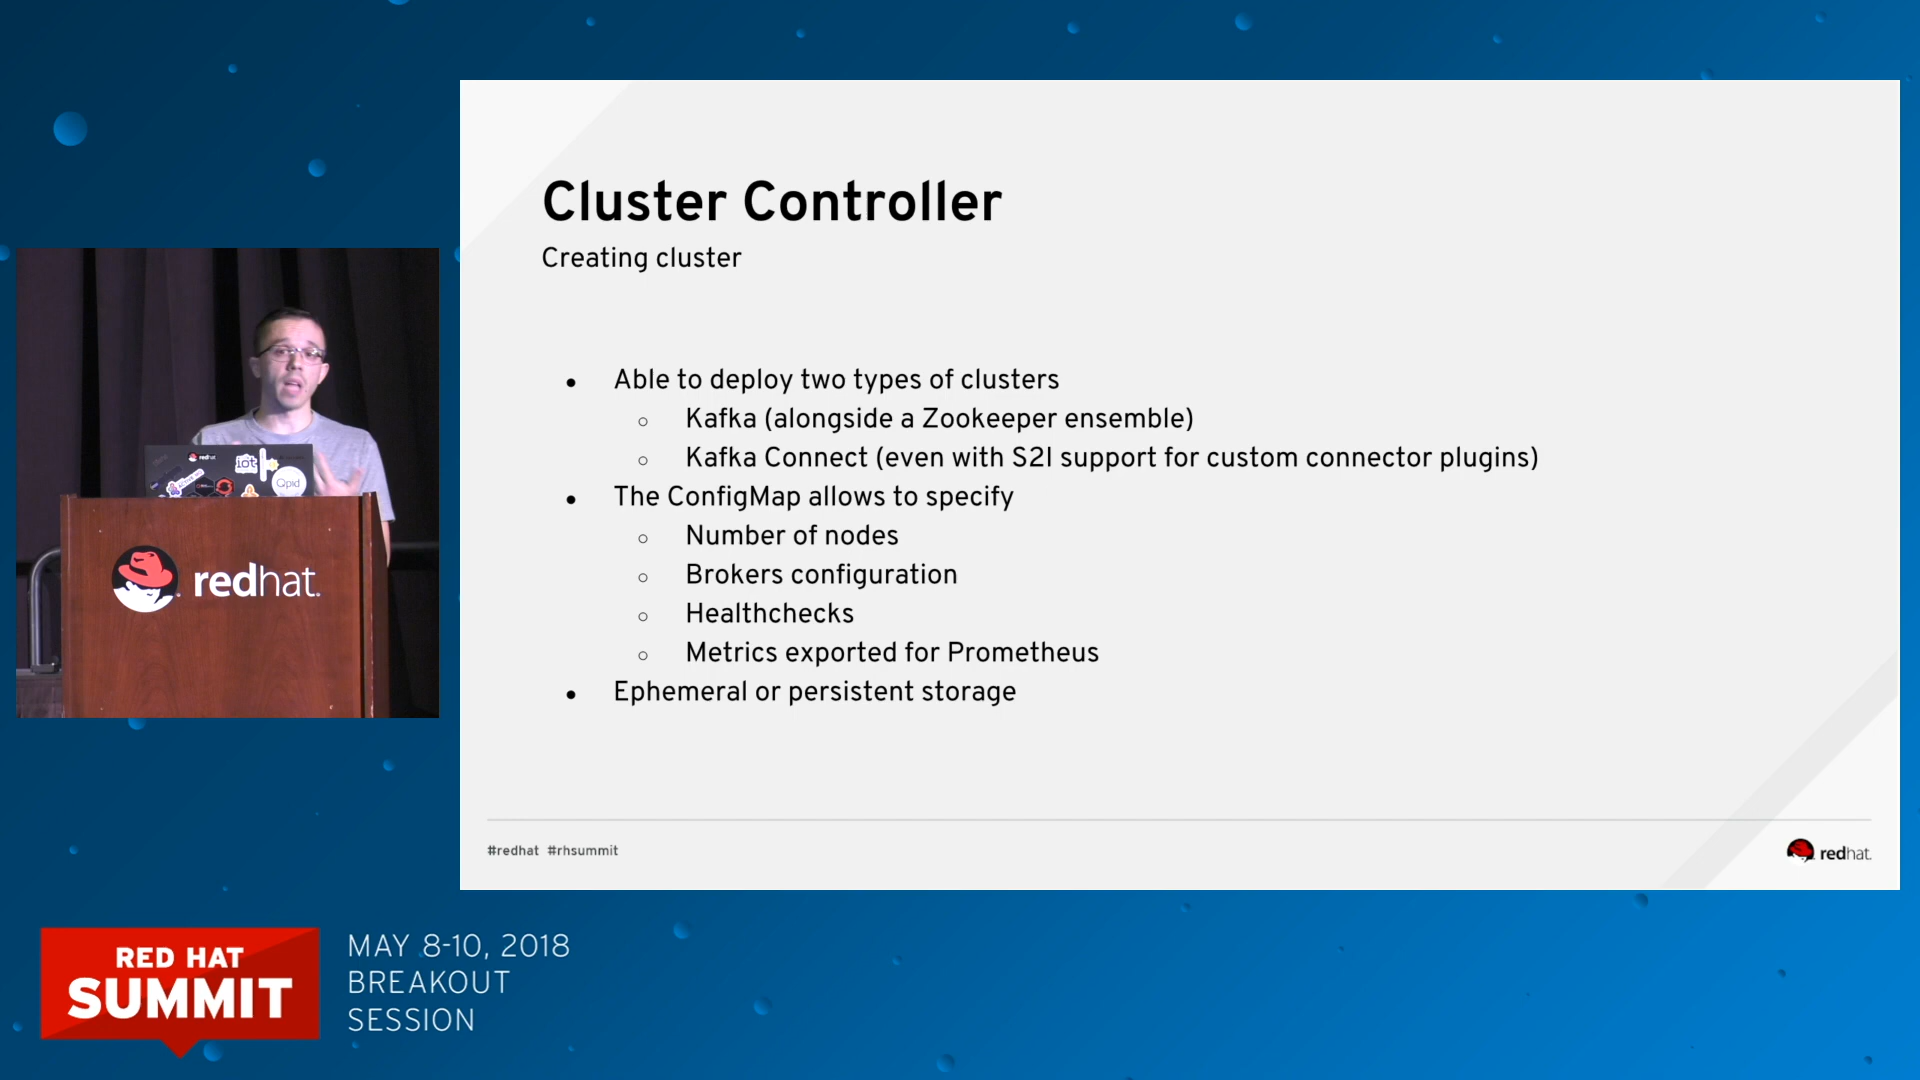 Cluster Controller
Creating cluster
● Able to deploy two types of clusters
○ Kafka (alongside a Zookeeper ensemble)
○ Kafka Connect (even with S2I support for custom connector plugins)
● The ConfigMap allows to specify
○ Number of nodes
○ Brokers configuration
○ Healthchecks
○ Metrics exported for Prometheus
● Ephemeral or persistent storage
#redhat #rhsummit
redhat.
redhat
iot
Qpid
redhat.
RED HAT
SUMMIT
MAY 8-10, 2018
BREAKOUT
SESSION